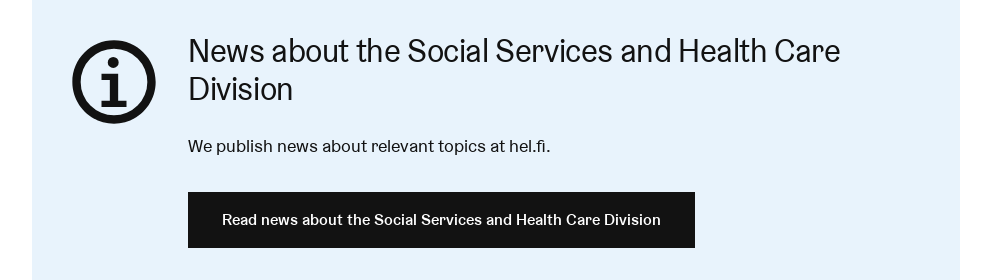 News about the Social Services and Health Care
Division
We publish news about relevant topics at hel.fi.
Read news about the Social Services and Health Care Division